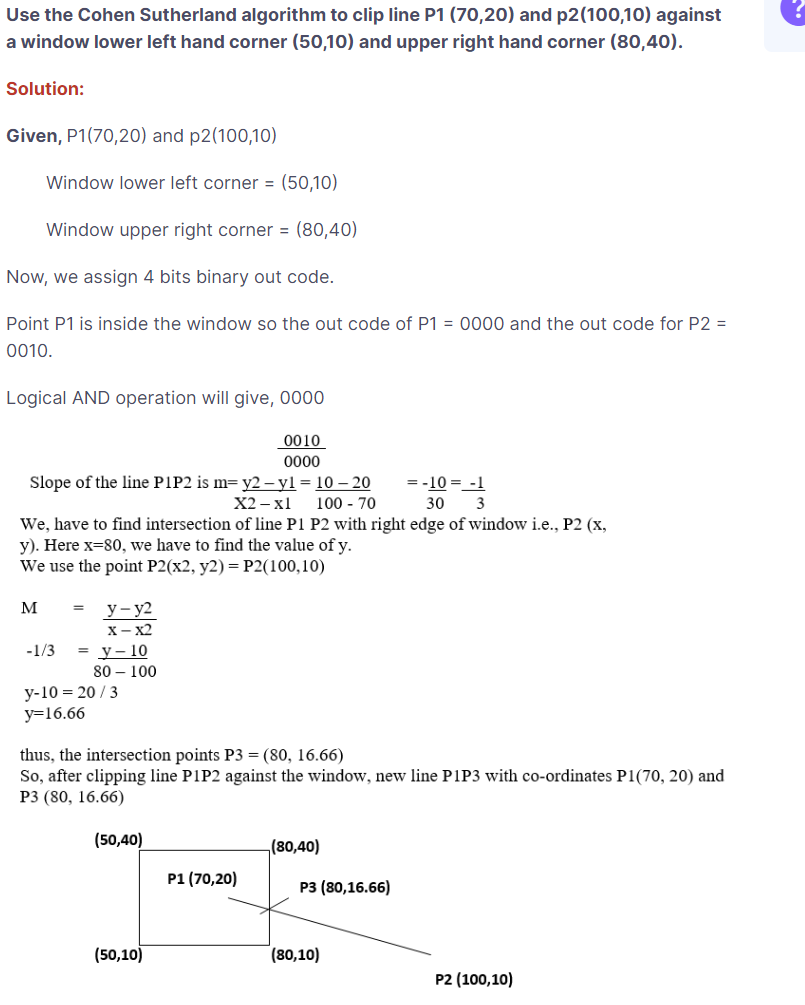 Use the Cohen Sutherland algorithm to clip line P1 (70,20) and p2(100,10) against
a window lower left hand corner (50,10) and upper right hand corner (80,40).
?
Solution:
Given, P1(70,20) and p2(100,10)
Window lower left corner = (50,10)
Window upper right corner = (80,40)
Now, we assign 4 bits binary out code.
Point P1 is inside the window so the out code of P1 = 0000 and the out code for P2 =
0010.
Logical AND operation will give, 0000
0010
0000
Slope of the line P1P2 is m= y2 – y1 = 10 – 20 = -10 = -1
X2 – x1 100 - 70 30 3
We, have to find intersection of line P1 P2 with right edge of window i.e., P2 (x,
y). Here x=80, we have to find the value of y.
We use the point P2(x2, y2) = P2(100,10)
M = y – y2
x – x2
-1/3 = y – 10
80 – 100
y-10 = 20 / 3
y=16.66
thus, the intersection points P3 = (80, 16.66)
So, after clipping line P1P2 against the window, new line P1P3 with co-ordinates P1(70, 20) and
P3 (80, 16.66)
(50,40)
(80,40)
P1 (70,20)
P3 (80,16.66)
(50,10)
(80,10)
P2 (100,10)